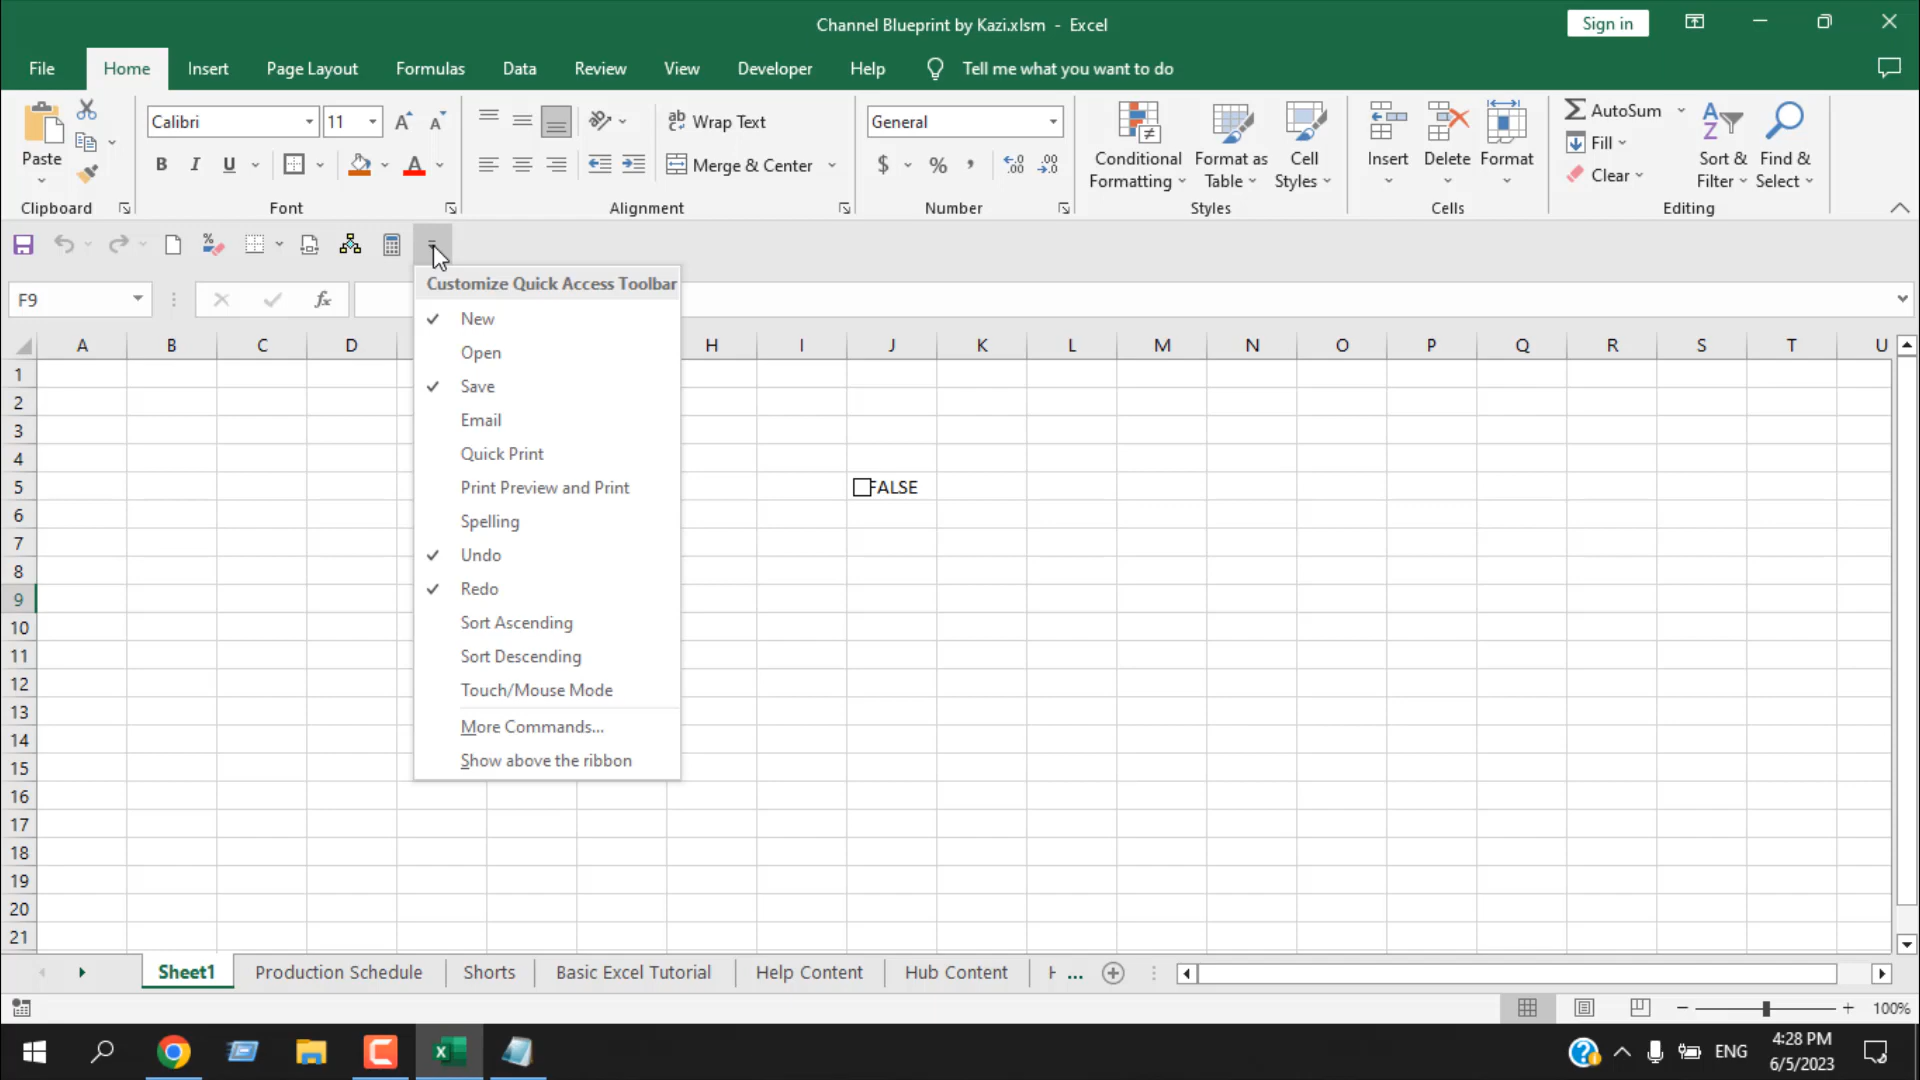 Channel Blueprint by Kazi.xlsm - Excel
Sign in
File Home Insert Page Layout Formulas Data Review View Developer Help Tell me what you want to do
Paste
Clipboard
Calibri 11
B I U A
Font
Wrap Text
Merge & Center
Alignment
General
$ % ,
Number
Conditional Formatting
Format as Table
Cell Styles
Styles
Insert
Delete
Format
Cells
AutoSum
Fill
Clear
Sort & Filter
Find & Select
Editing
F9
fx
Customize Quick Access Toolbar
New
Open
Save
Email
Quick Print
Print Preview and Print
Spelling
Undo
Redo
Sort Ascending
Sort Descending
Touch/Mouse Mode
More Commands...
Show above the ribbon
A B C D H I J K L M N O P Q R S T U
1
2
3
4
5 FALSE
6
7
8
9
10
11
12
13
14
15
16
17
18
19
20
21
Sheet1 Production Schedule Shorts Basic Excel Tutorial Help Content Hub Content ...
100%
ENG
4:28 PM
6/5/2023